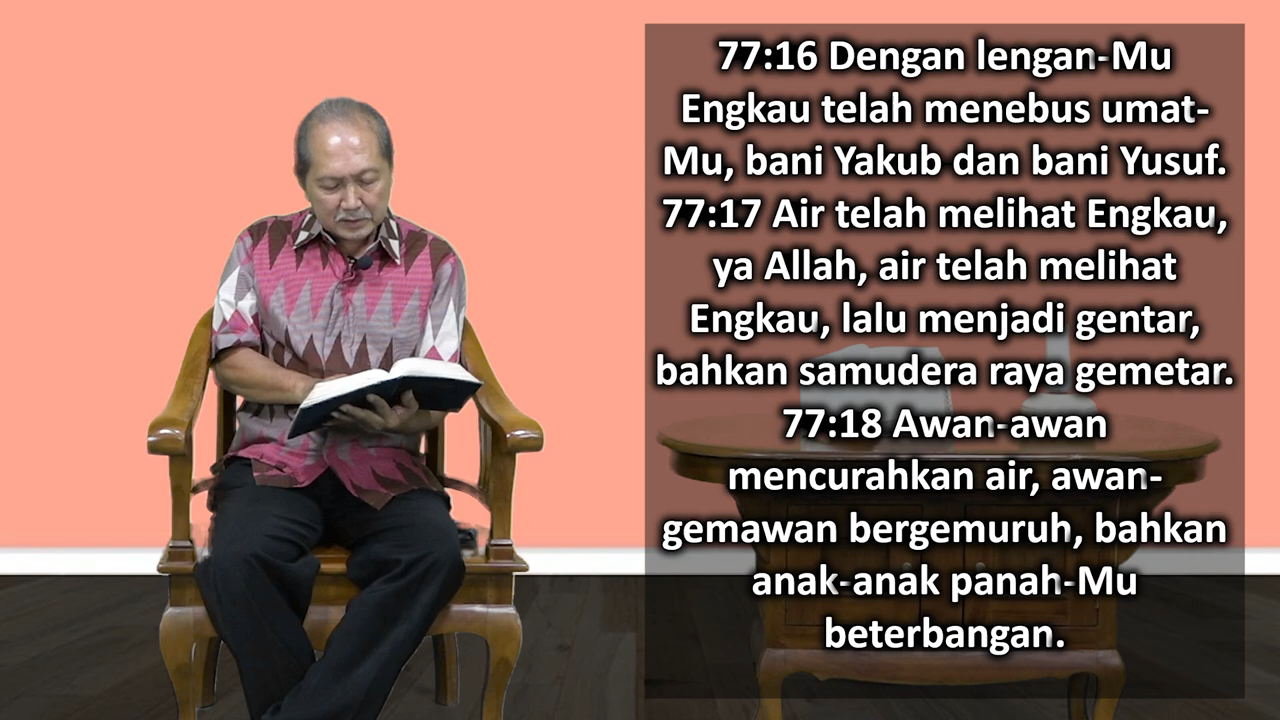 77:16 Dengan lengan-Mu
Engkau telah menebus umat-
Mu, bani Yakub dan bani Yusuf.
77:17 Air telah melihat Engkau,
ya Allah, air telah melihat
Engkau, lalu menjadi gentar,
bahkan samudera raya gemetar.
77:18 Awan-awan
mencurahkan air, awan-
gemawan bergemuruh, bahkan
anak-anak panah-Mu
beterbangan.